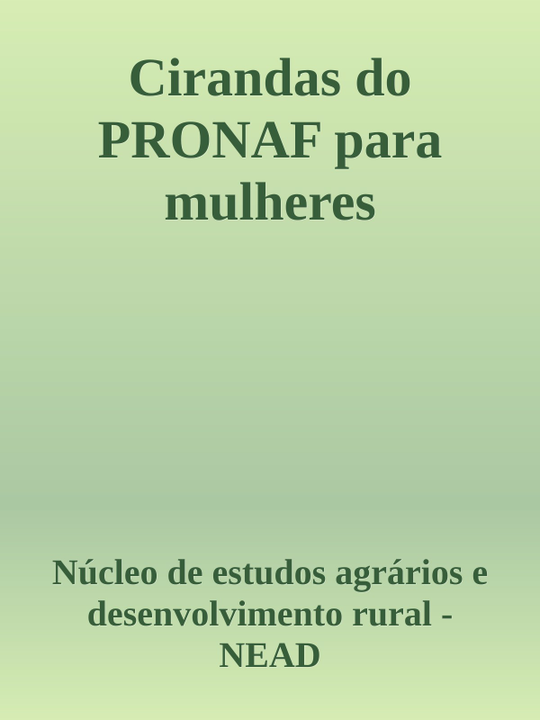 Cirandas do
PRONAF para
mulheres
Núcleo de estudos agrários e
desenvolvimento rural -
NEAD